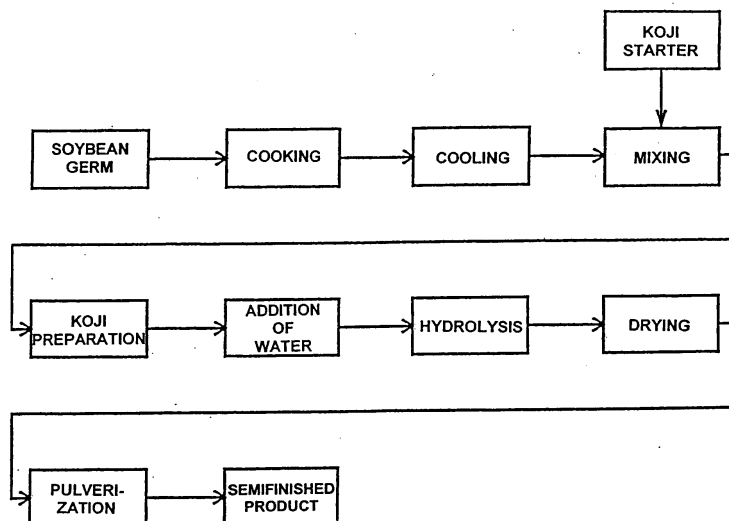 KOJI
STARTER
SOYBEAN
GERM
COOKING
COOLING
MIXING
KOJI
PREPARATION
ADDITION
OF
WATER
HYDROLYSIS
DRYING
PULVERI-
ZATION
SEMIFINISHED
PRODUCT